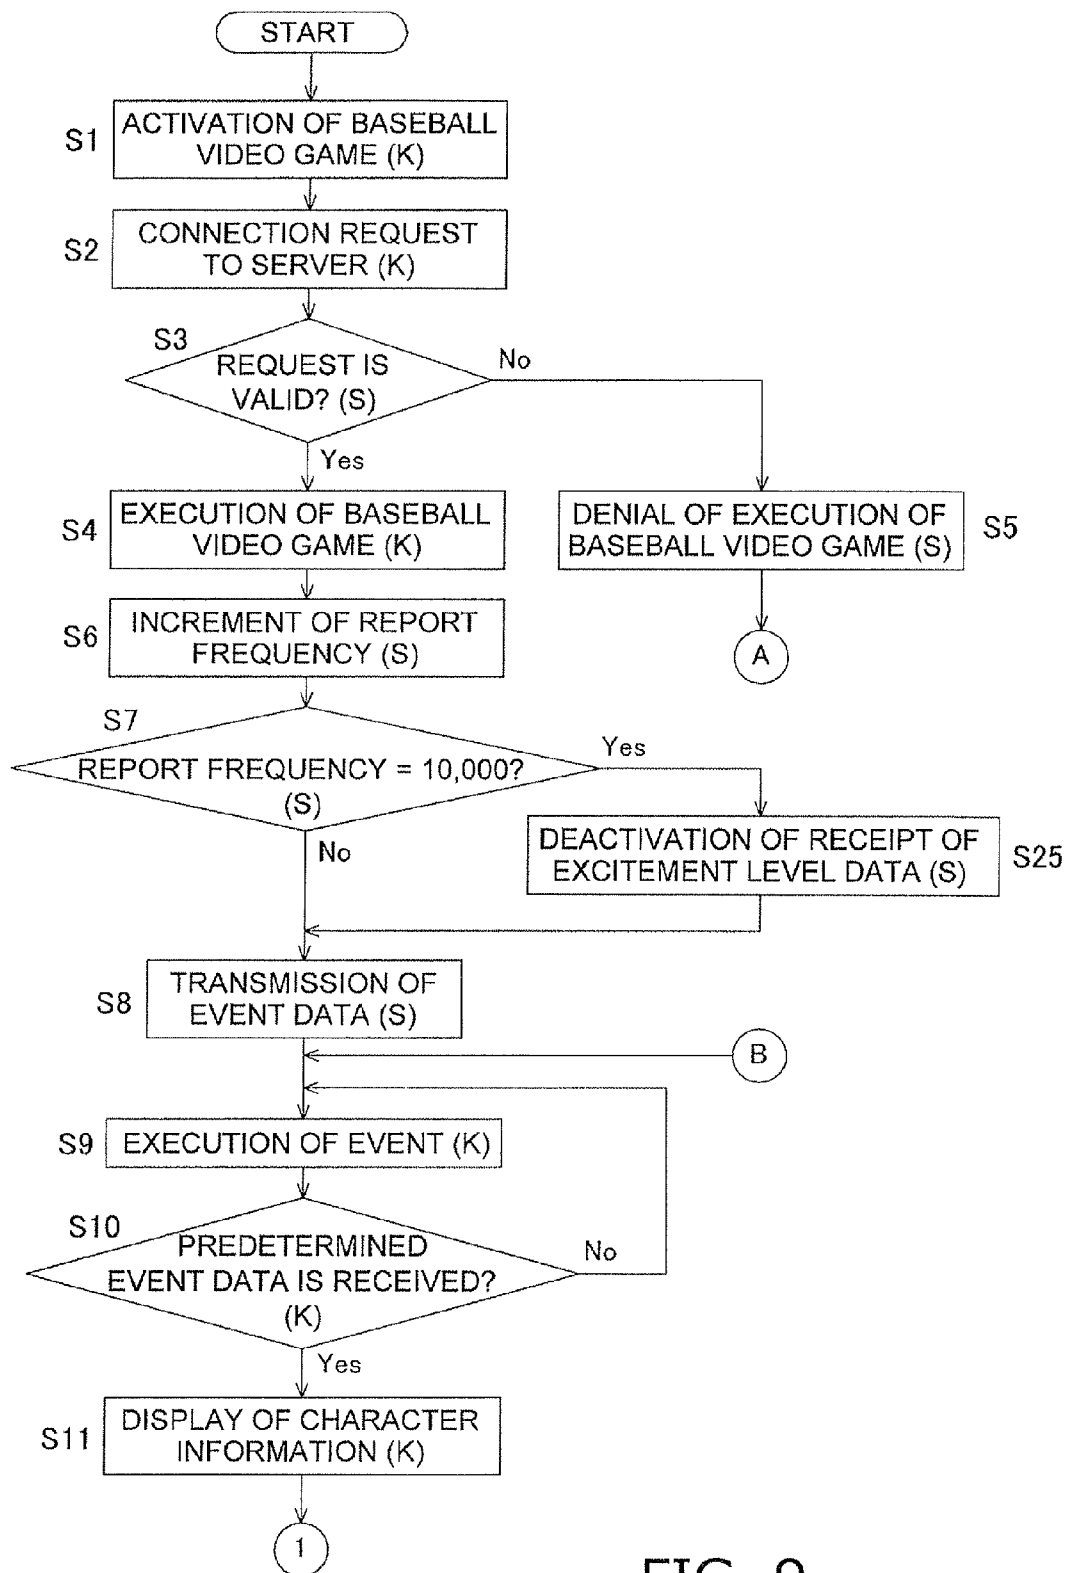 START
S1
ACTIVATION OF BASEBALL
VIDEO GAME (K)
S2
CONNECTION REQUEST
TO SERVER (K)
S3
REQUEST IS
VALID? (S)
No
Yes
S4
EXECUTION OF BASEBALL
VIDEO GAME (K)
DENIAL OF EXECUTION OF
BASEBALL VIDEO GAME (S)
S5
S6
INCREMENT OF REPORT
FREQUENCY (S)
A
S7
REPORT FREQUENCY = 10,000?
(S)
Yes
No
DEACTIVATION OF RECEIPT OF
EXCITEMENT LEVEL DATA (S)
S25
S8
TRANSMISSION OF
EVENT DATA (S)
B
S9
EXECUTION OF EVENT (K)
S10
PREDETERMINED
EVENT DATA IS RECEIVED?
(K)
No
Yes
S11
DISPLAY OF CHARACTER
INFORMATION (K)
1